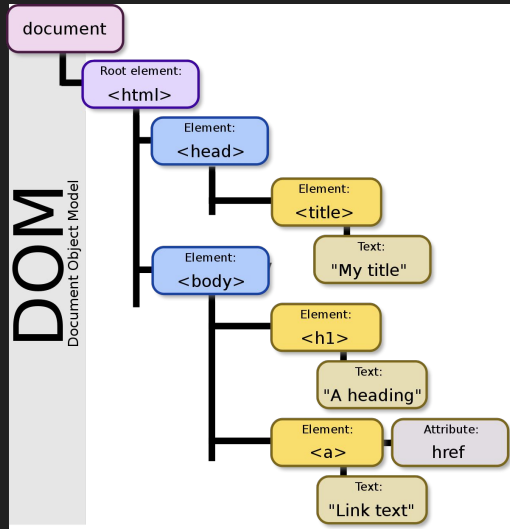 document
Root element:
<html>
Element:
<head>
Element:
<title>
Text:
"My title"
Element:
<body>
Element:
<h1>
Text:
"A heading"
Element:
<a>
Attribute:
href
Text:
"Link text"
DOM
Document Object Model